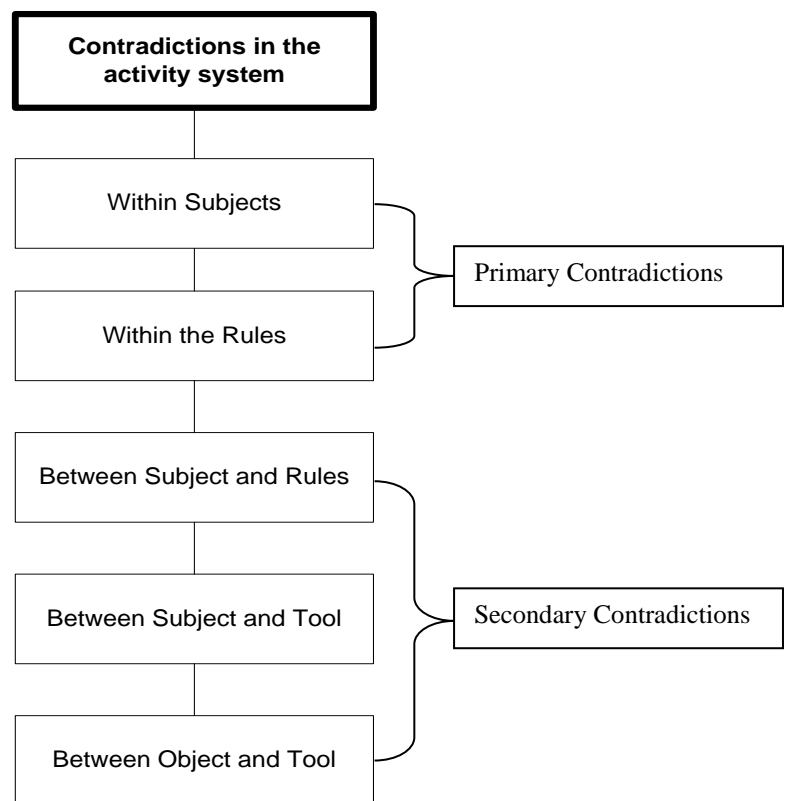 Contradictions in the
activity system
Within Subjects
Primary Contradictions
Within the Rules
Between Subject and Rules
Between Subject and Tool
Secondary Contradictions
Between Object and Tool